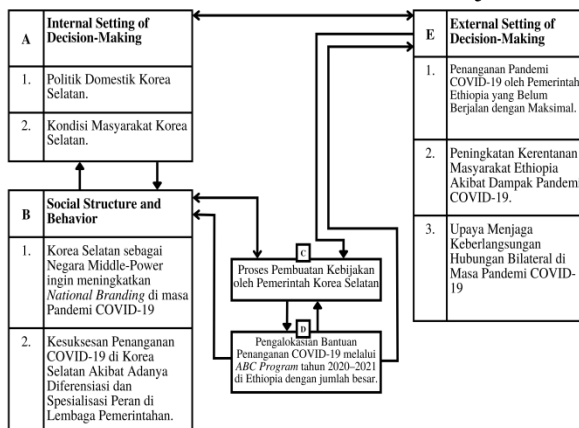 A Internal Setting of
Decision-Making
1. Politik Domestik Korea
Selatan.
2. Kondisi Masyarakat Korea
Selatan.
B Social Structure and
Behavior
1. Korea Selatan sebagai
Negara Middle-Power
ingin meningkatkan
National Branding di masa
Pandemi COVID-19
2. Kesuksesan Penanganan
COVID-19 di Korea
Selatan Akibat Adanya
Diferensiasi dan
Spesialisasi Peran di
Lembaga Pemerintahan.
C
Proses Pembuatan Kebijakan
oleh Pemerintah Korea Selatan
D
Pengalokasian Bantuan
Penanganan COVID-19 melalui
ABC Program tahun 2020–2021
di Ethiopia dengan jumlah besar.
E External Setting of
Decision-Making
1. Penanganan Pandemi
COVID-19 oleh Pemerintah
Ethiopia yang Belum
Berjalan dengan Maksimal.
2. Peningkatan Kerentanan
Masyarakat Ethiopia
Akibat Dampak Pandemi
COVID-19.
3. Upaya Menjaga
Keberlangsungan
Hubungan Bilateral di
Masa Pandemi COVID-
19